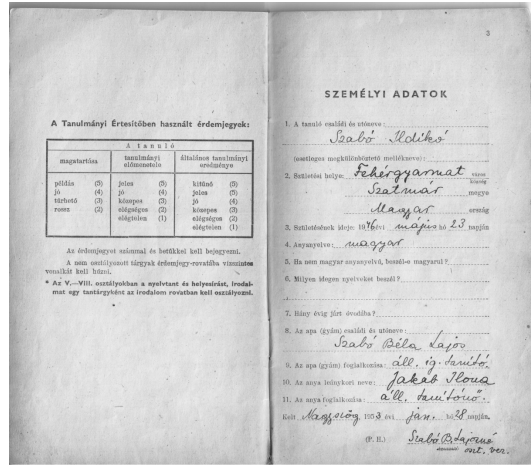 A Tanulmányi Értesítőben használt érdemjegyek:
A tanuló
magatartása
tanulmányi előmenetele
általános tanulmányi eredménye
példás (5) jeles (5) kitűnő (5)
jó (4) jó (4) jeles (5)
tűrhető (3) közepes (3) jó (4)
rossz (2) elégséges (2) közepes (3)
elégtelen (1) elégséges (2)
elégtelen (1)
Az érdemjegyet számmal és betűkkel kell bejegyezni.
A nem osztályozott tárgyak érdemjegy-rovatába vízszintes
vonalkát kell húzni.
* Az V.—VIII. osztályokban a nyelvtant és helyesírást, irodal-
mat egy tantárgyként az irodalom rovatban kell osztályozni.
3
SZEMÉLYI ADATOK
1. A tanuló családi és utóneve:
Szabó Ildikó
(esetleges megkülönböztető mellékneve):
2. Születési helye: Fehérgyarmat város község
Szatmár megye
Magyar ország
3. Születésének ideje: 1946 évi május hó 23 napján
4. Anyanyelve: magyar
5. Ha nem magyar anyanyelvű, beszél-e magyarul?
6. Milyen idegen nyelveket beszél?
7. Hány évig járt óvodába?
8. Az apa (gyám) családi és utóneve:
Szabó Béla Lajos
9. Az apa (gyám) foglalkozása: áll. ig. tanító.
10. Az anya leánykori neve: Jakab Ilona
11. Az anya foglalkozása: áll. tanítónő.
Kelt Nagyszög 1953 évi jan. hó 28 napján.
(P. H.) Szabó B. Lajosné
oszt. vez.